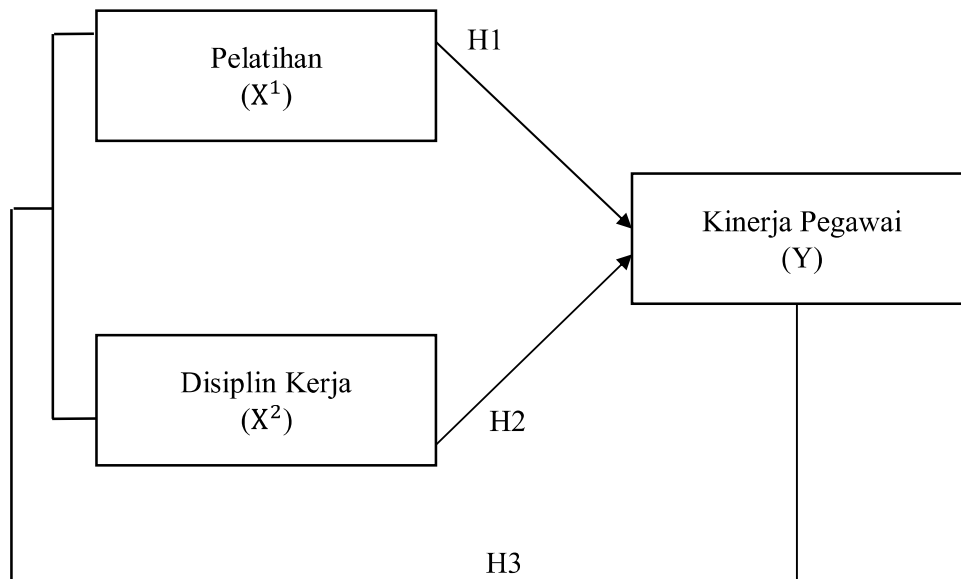 Pelatihan
(X¹)
H1
Kinerja Pegawai
(Y)
Disiplin Kerja
(X²)
H2
H3